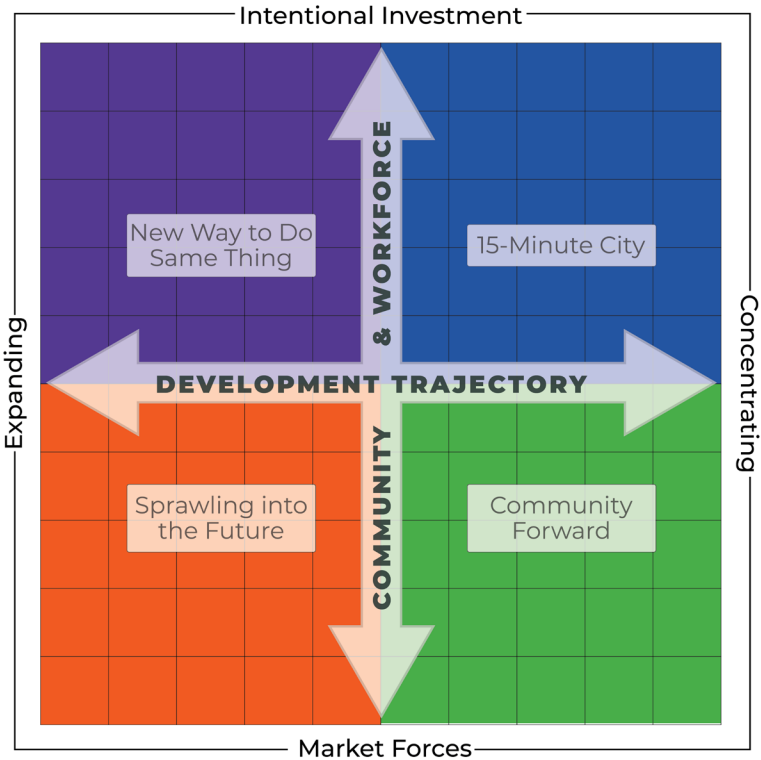 Intentional Investment
New Way to Do
Same Thing
15-Minute City
COMMUNITY & WORKFORCE
Expanding
Concentrating
DEVELOPMENT TRAJECTORY
Sprawling into
the Future
Community
Forward
Market Forces